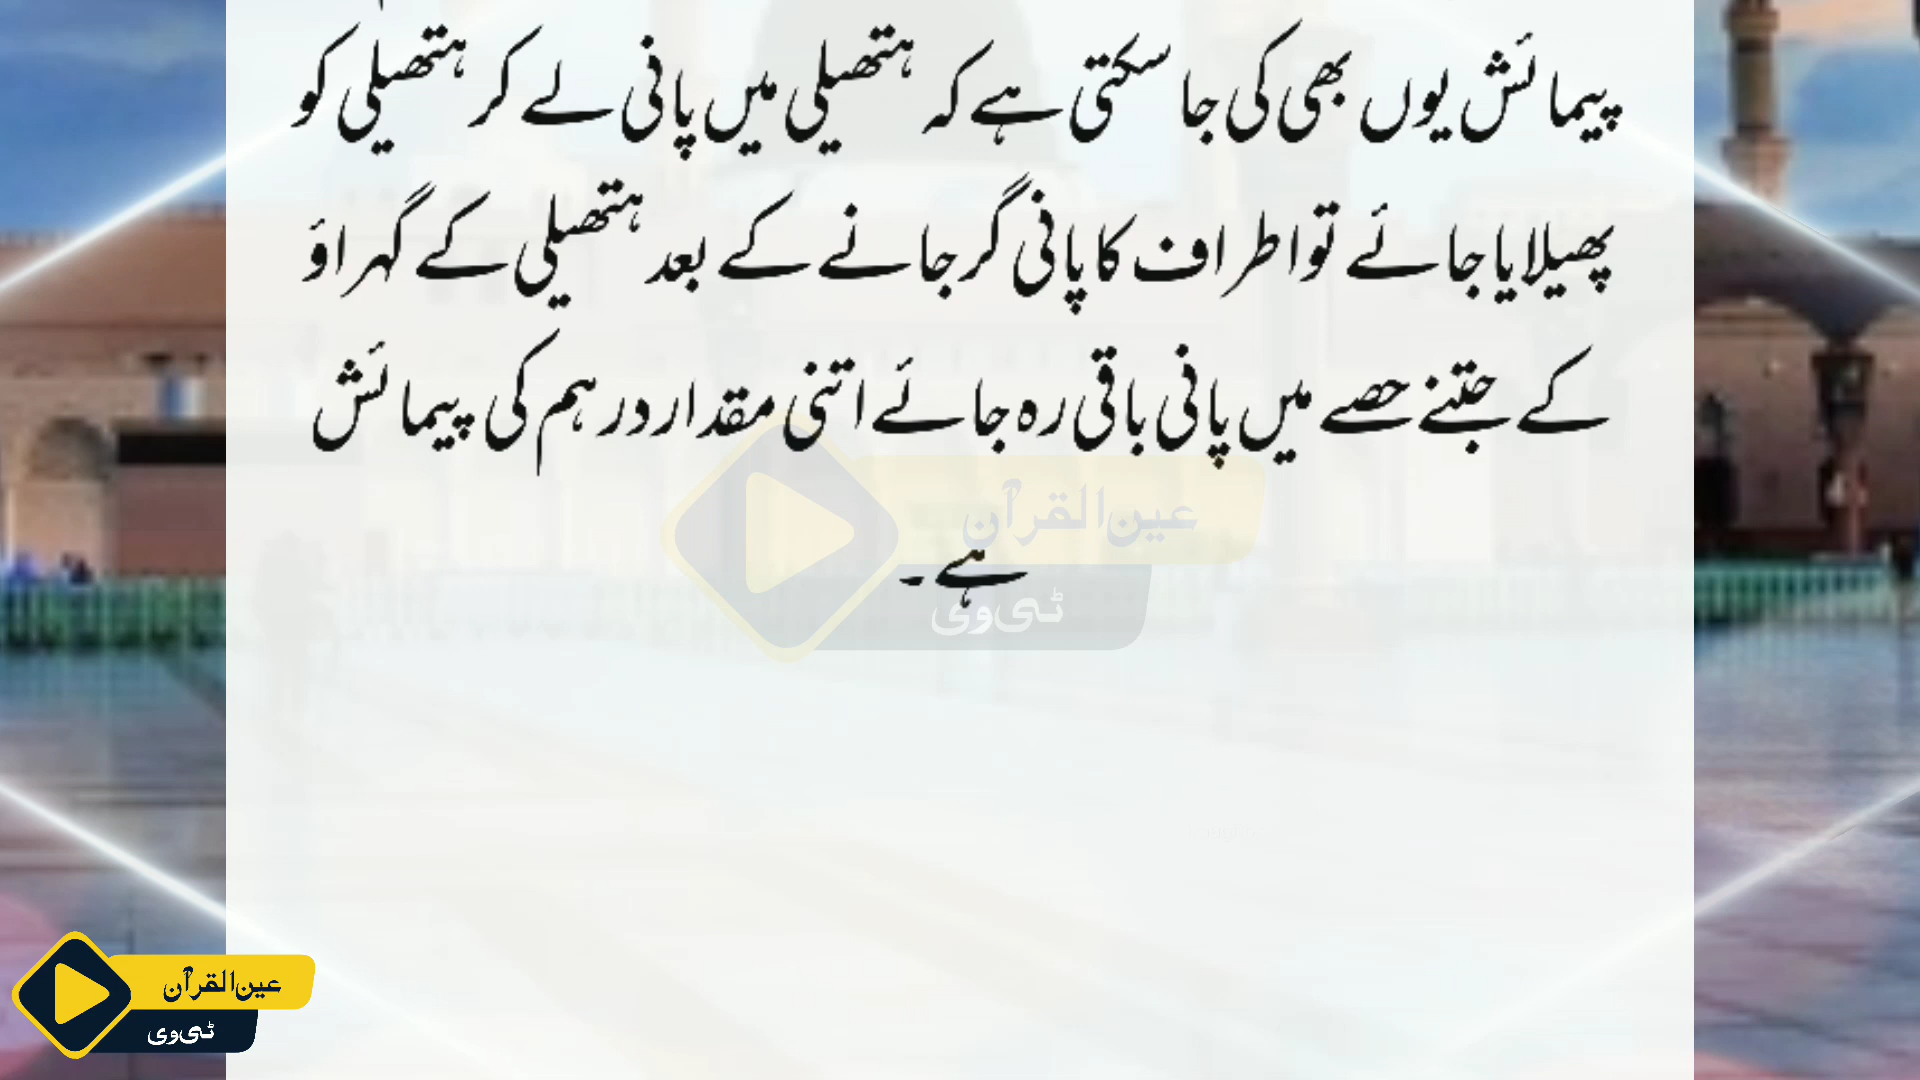 پیمائش یوں بھی کی جا سکتی ہے کہ ہتھیلی میں پانی لے کر ہتھیلی کو
پھیلایا جائے تو اطراف کا پانی گر جانے کے بعد ہتھیلی کے گہراؤ
کے جتنے حصے میں پانی باقی رہ جائے اتنی مقدار درہم کی پیمائش
ہے۔
عین القرآن
ٹی وی
عین القرآن
ٹی وی